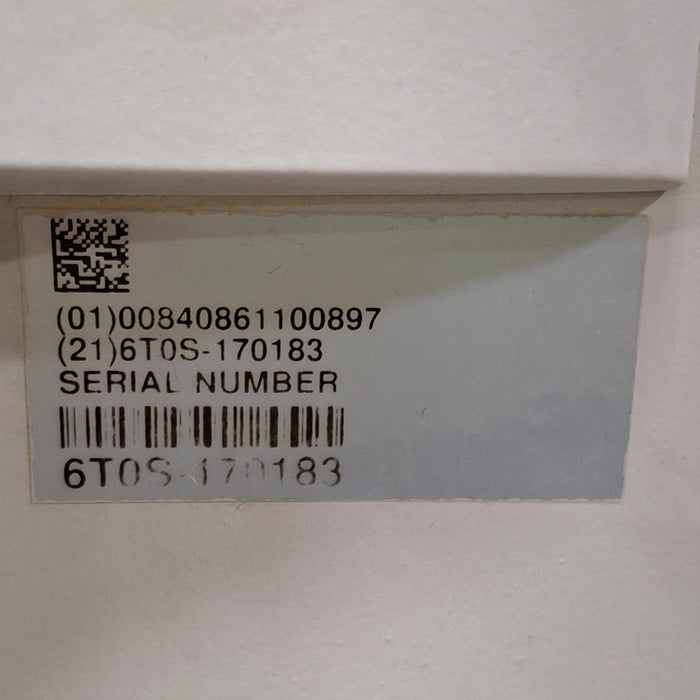 (01)00840861100897
(21)6T0S-170183
SERIAL NUMBER
6T0S-170183